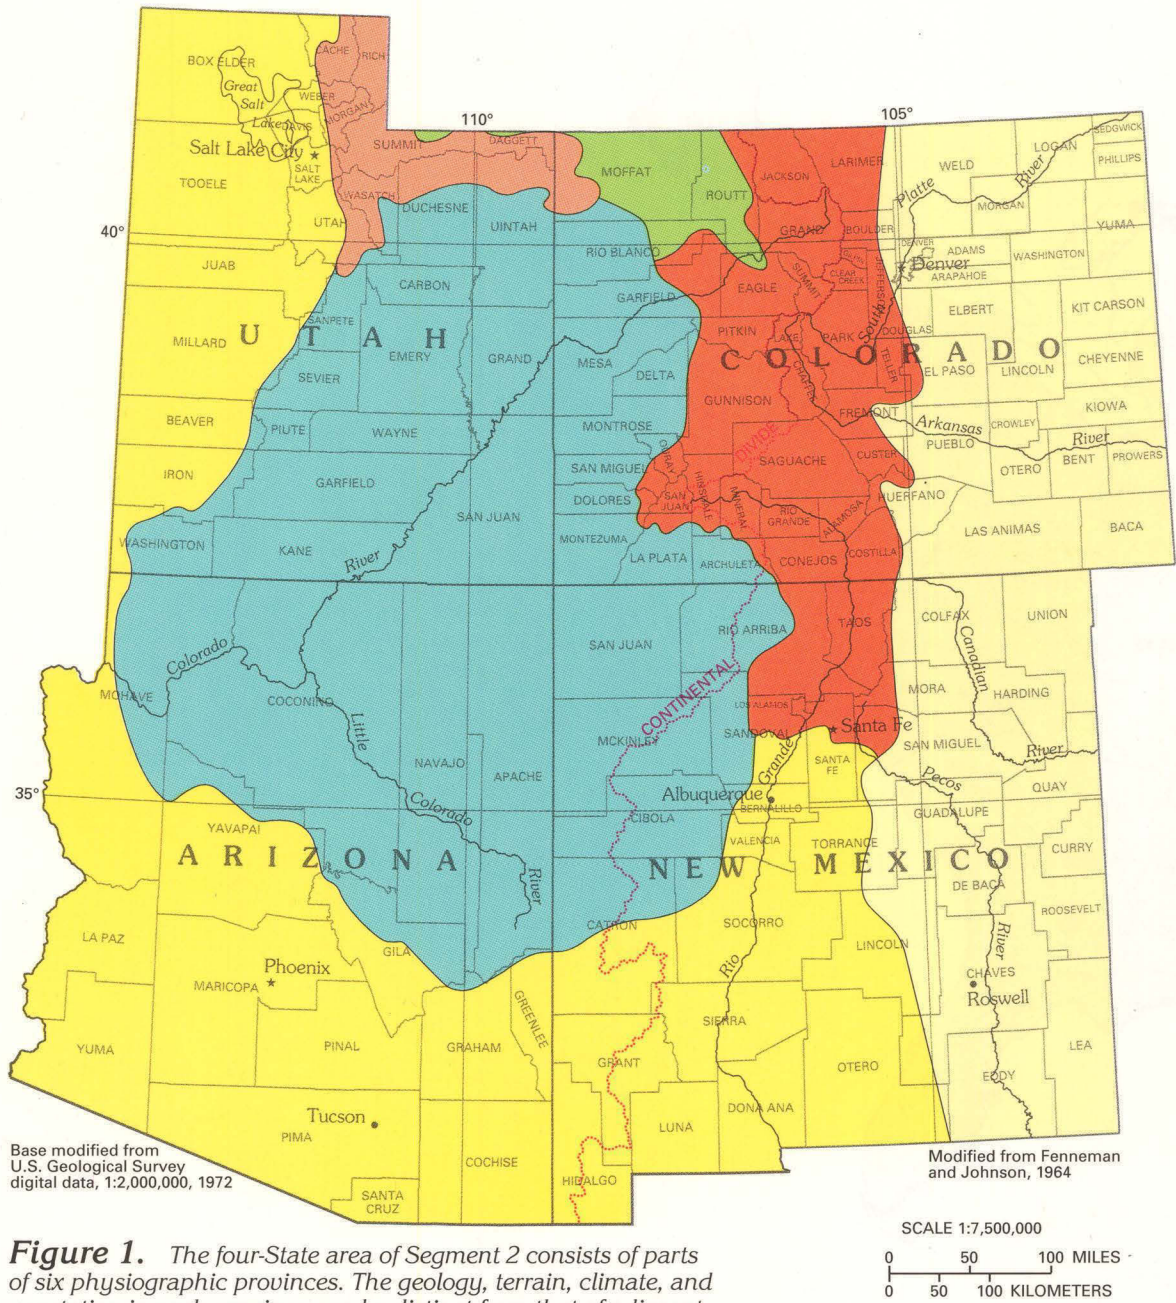 110°
105°
40°
35°
BOX ELDER
CACHE
RICH
Great
Salt
Lake
WEBER
MORGAN
DAVIS
Salt Lake City
SALT
LAKE
SUMMIT
DAGGETT
TOOELE
WASATCH
UTAH
DUCHESNE
UINTAH
JUAB
CARBON
SANPETE
MILLARD
UTAH
EMERY
GRAND
SEVIER
BEAVER
PIUTE
WAYNE
IRON
GARFIELD
SAN JUAN
WASHINGTON
KANE
River
MOFFAT
ROUTT
JACKSON
LARIMER
WELD
LOGAN
SEDGWICK
PHILLIPS
River
Platte
MORGAN
YUMA
RIO BLANCO
GRAND
BOULDER
DENVER
ADAMS
WASHINGTON
Denver
ARAPAHOE
GARFIELD
EAGLE
SUMMIT
CLEAR
CREEK
JEFFERSON
South
DOUGLAS
ELBERT
KIT CARSON
PITKIN
LAKE
PARK
MESA
COLORADO
DELTA
TELLER
EL PASO
LINCOLN
CHEYENNE
GUNNISON
CHAFFEE
FREMONT
KIOWA
MONTROSE
Arkansas
River
CROWLEY
PUEBLO
DIVIDE
OURAY
SAGUACHE
CUSTER
OTERO
BENT
PROWERS
SAN MIGUEL
DOLORES
SAN
JUAN
HINSDALE
MINERAL
RIO
GRANDE
ALAMOSA
HUERFANO
MONTEZUMA
LA PLATA
ARCHULETA
CONEJOS
COSTILLA
LAS ANIMAS
BACA
MOHAVE
Colorado
COCONINO
Little
Colorado
River
NAVAJO
APACHE
YAVAPAI
ARIZONA
LA PAZ
GILA
Phoenix
MARICOPA
GREENLEE
YUMA
PINAL
GRAHAM
Tucson
PIMA
COCHISE
SANTA
CRUZ
SAN JUAN
RIO ARRIBA
TAOS
COLFAX
UNION
Canadian
CONTINENTAL
LOS ALAMOS
MORA
HARDING
MCKINLEY
SANDOVAL
Santa Fe
SAN MIGUEL
River
SANTA
FE
Grande
Pecos
QUAY
Albuquerque
BERNALILLO
GUADALUPE
CIBOLA
VALENCIA
TORRANCE
CURRY
NEW MEXICO
DE BACA
CATRON
SOCORRO
LINCOLN
ROOSEVELT
River
Rio
CHAVES
Roswell
SIERRA
GRANT
OTERO
LEA
EDDY
DONA ANA
LUNA
HIDALGO
Base modified from
U.S. Geological Survey
digital data, 1:2,000,000, 1972
Modified from Fenneman
and Johnson, 1964
SCALE 1:7,500,000
0 50 100 MILES
0 50 100 KILOMETERS
Figure 1. The four-State area of Segment 2 consists of parts
of six physiographic provinces. The geology, terrain, climate, and